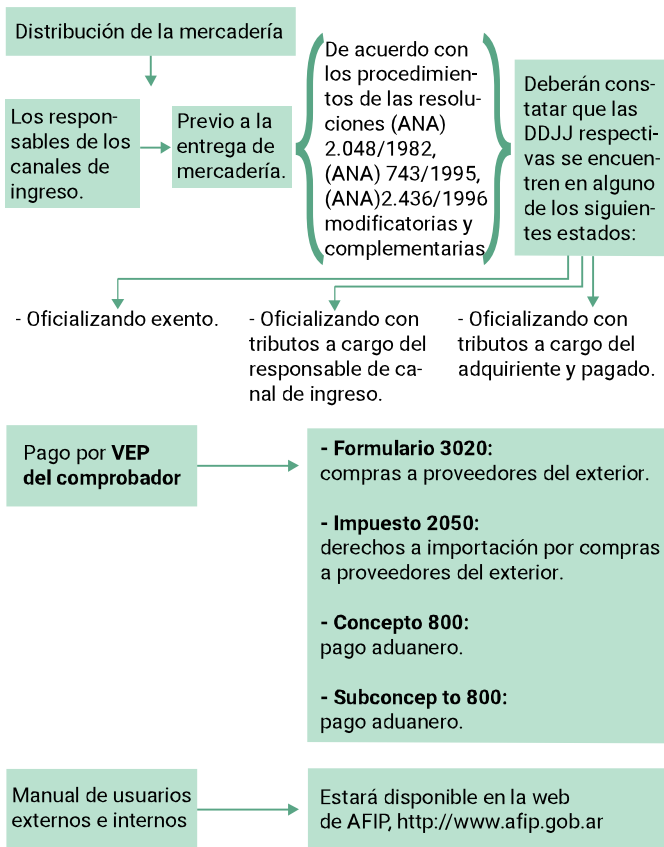 Distribución de la mercadería
Los respon-
sables de los
canales de
ingreso.
Previo a la
entrega de
mercadería.
De acuerdo con
los procedimien-
tos de las resolu-
ciones (ANA)
2.048/1982,
(ANA) 743/1995,
(ANA)2.436/1996
modificatorias y
complementarias
Deberán cons-
tatar que las
DDJJ respec-
tivas se encuen-
tren en alguno
de los siguien-
tes estados:
- Oficializando exento.
- Oficializando con
tributos a cargo del
responsable de ca-
nal de ingreso.
- Oficializando con
tributos a cargo del
adquiriente y pagado.
Pago por VEP
del comprobador
- Formulario 3020:
compras a proveedores del exterior.
- Impuesto 2050:
derechos a importación por compras
a proveedores del exterior.
- Concepto 800:
pago aduanero.
- Subconcep to 800:
pago aduanero.
Manual de usuarios
externos e internos
Estará disponible en la web
de AFIP, http://www.afip.gob.ar